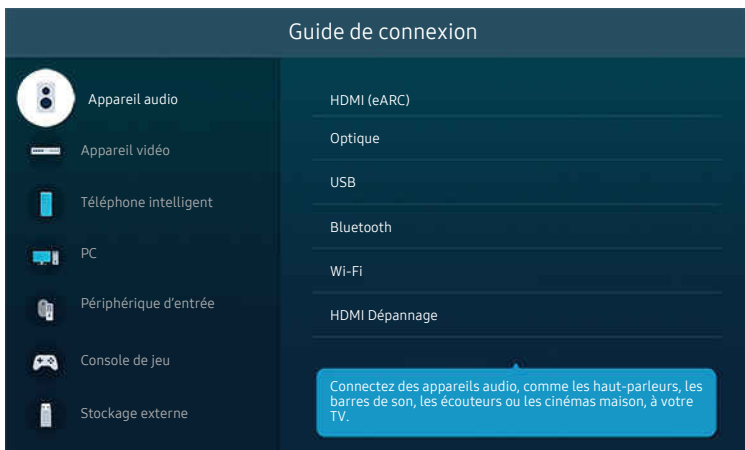 Guide de connexion
Appareil audio
Appareil vidéo
Téléphone intelligent
PC
Périphérique d'entrée
Console de jeu
Stockage externe
HDMI (eARC)
Optique
USB
Bluetooth
Wi-Fi
HDMI Dépannage
Connectez des appareils audio, comme les haut-parleurs, les
barres de son, les écouteurs ou les cinémas maison, à votre
TV.